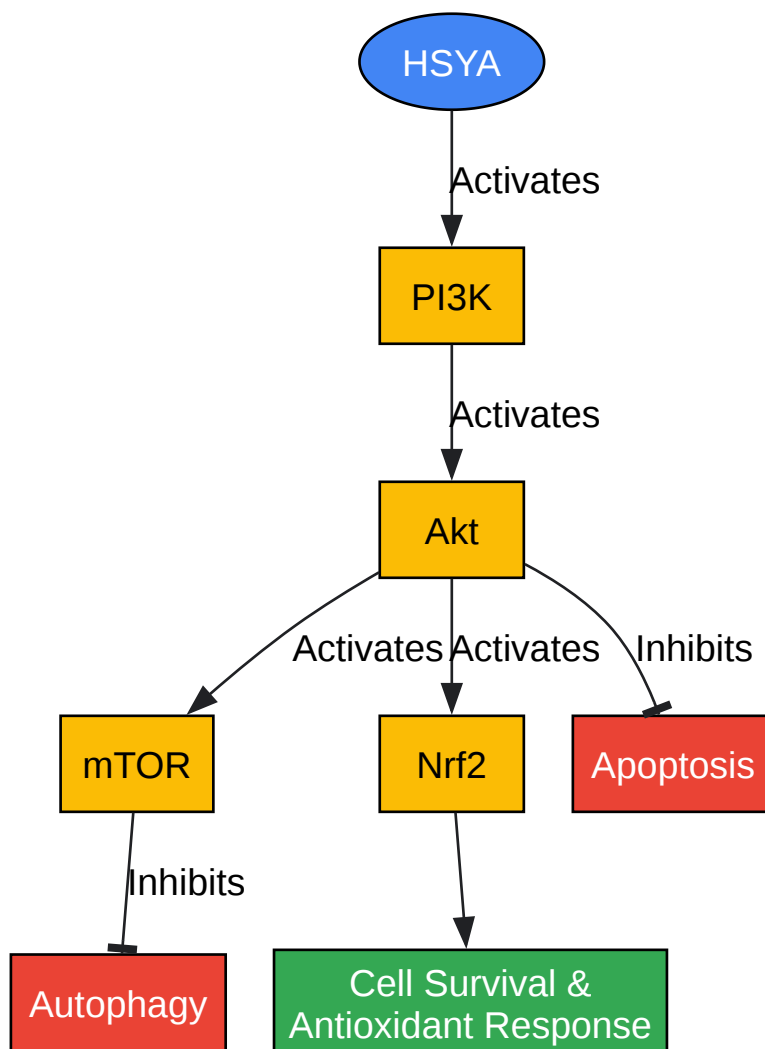 HSYA
Activates
PI3K
Activates
Akt
Activates
Activates
Inhibits
mTOR
Nrf2
Apoptosis
Inhibits
Autophagy
Cell Survival &
Antioxidant Response